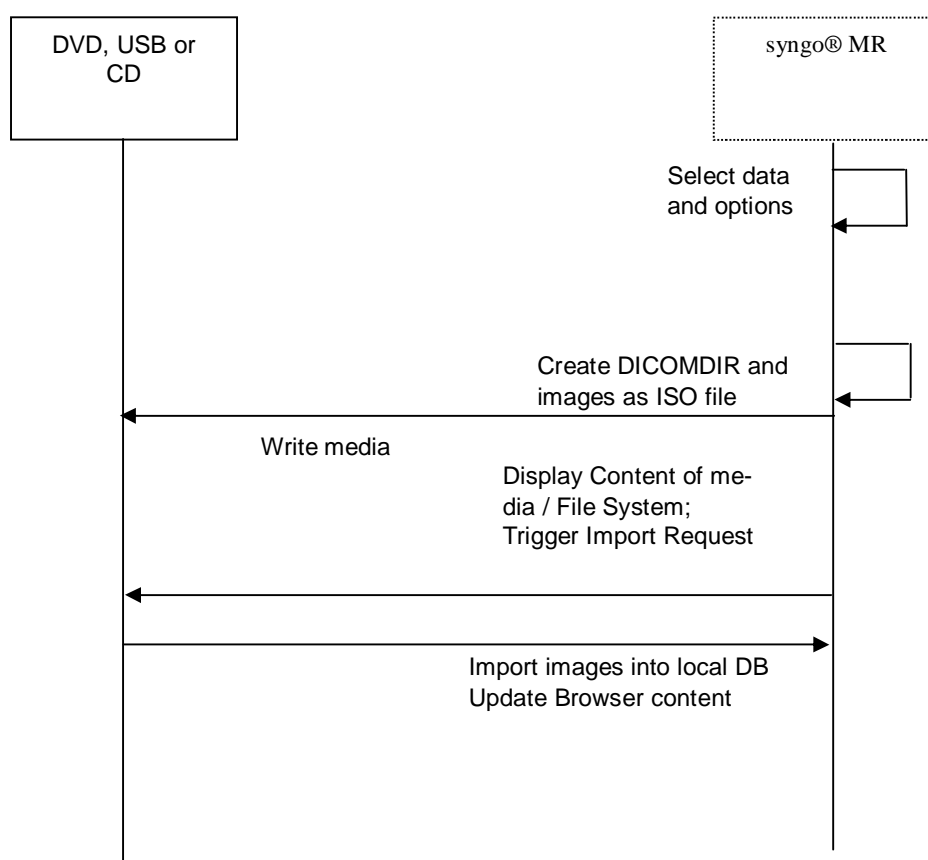 DVD, USB or
CD
syngo® MR
Select data
and options
Create DICOMDIR and
images as ISO file
Write media
Display Content of me-
dia / File System;
Trigger Import Request
Import images into local DB
Update Browser content